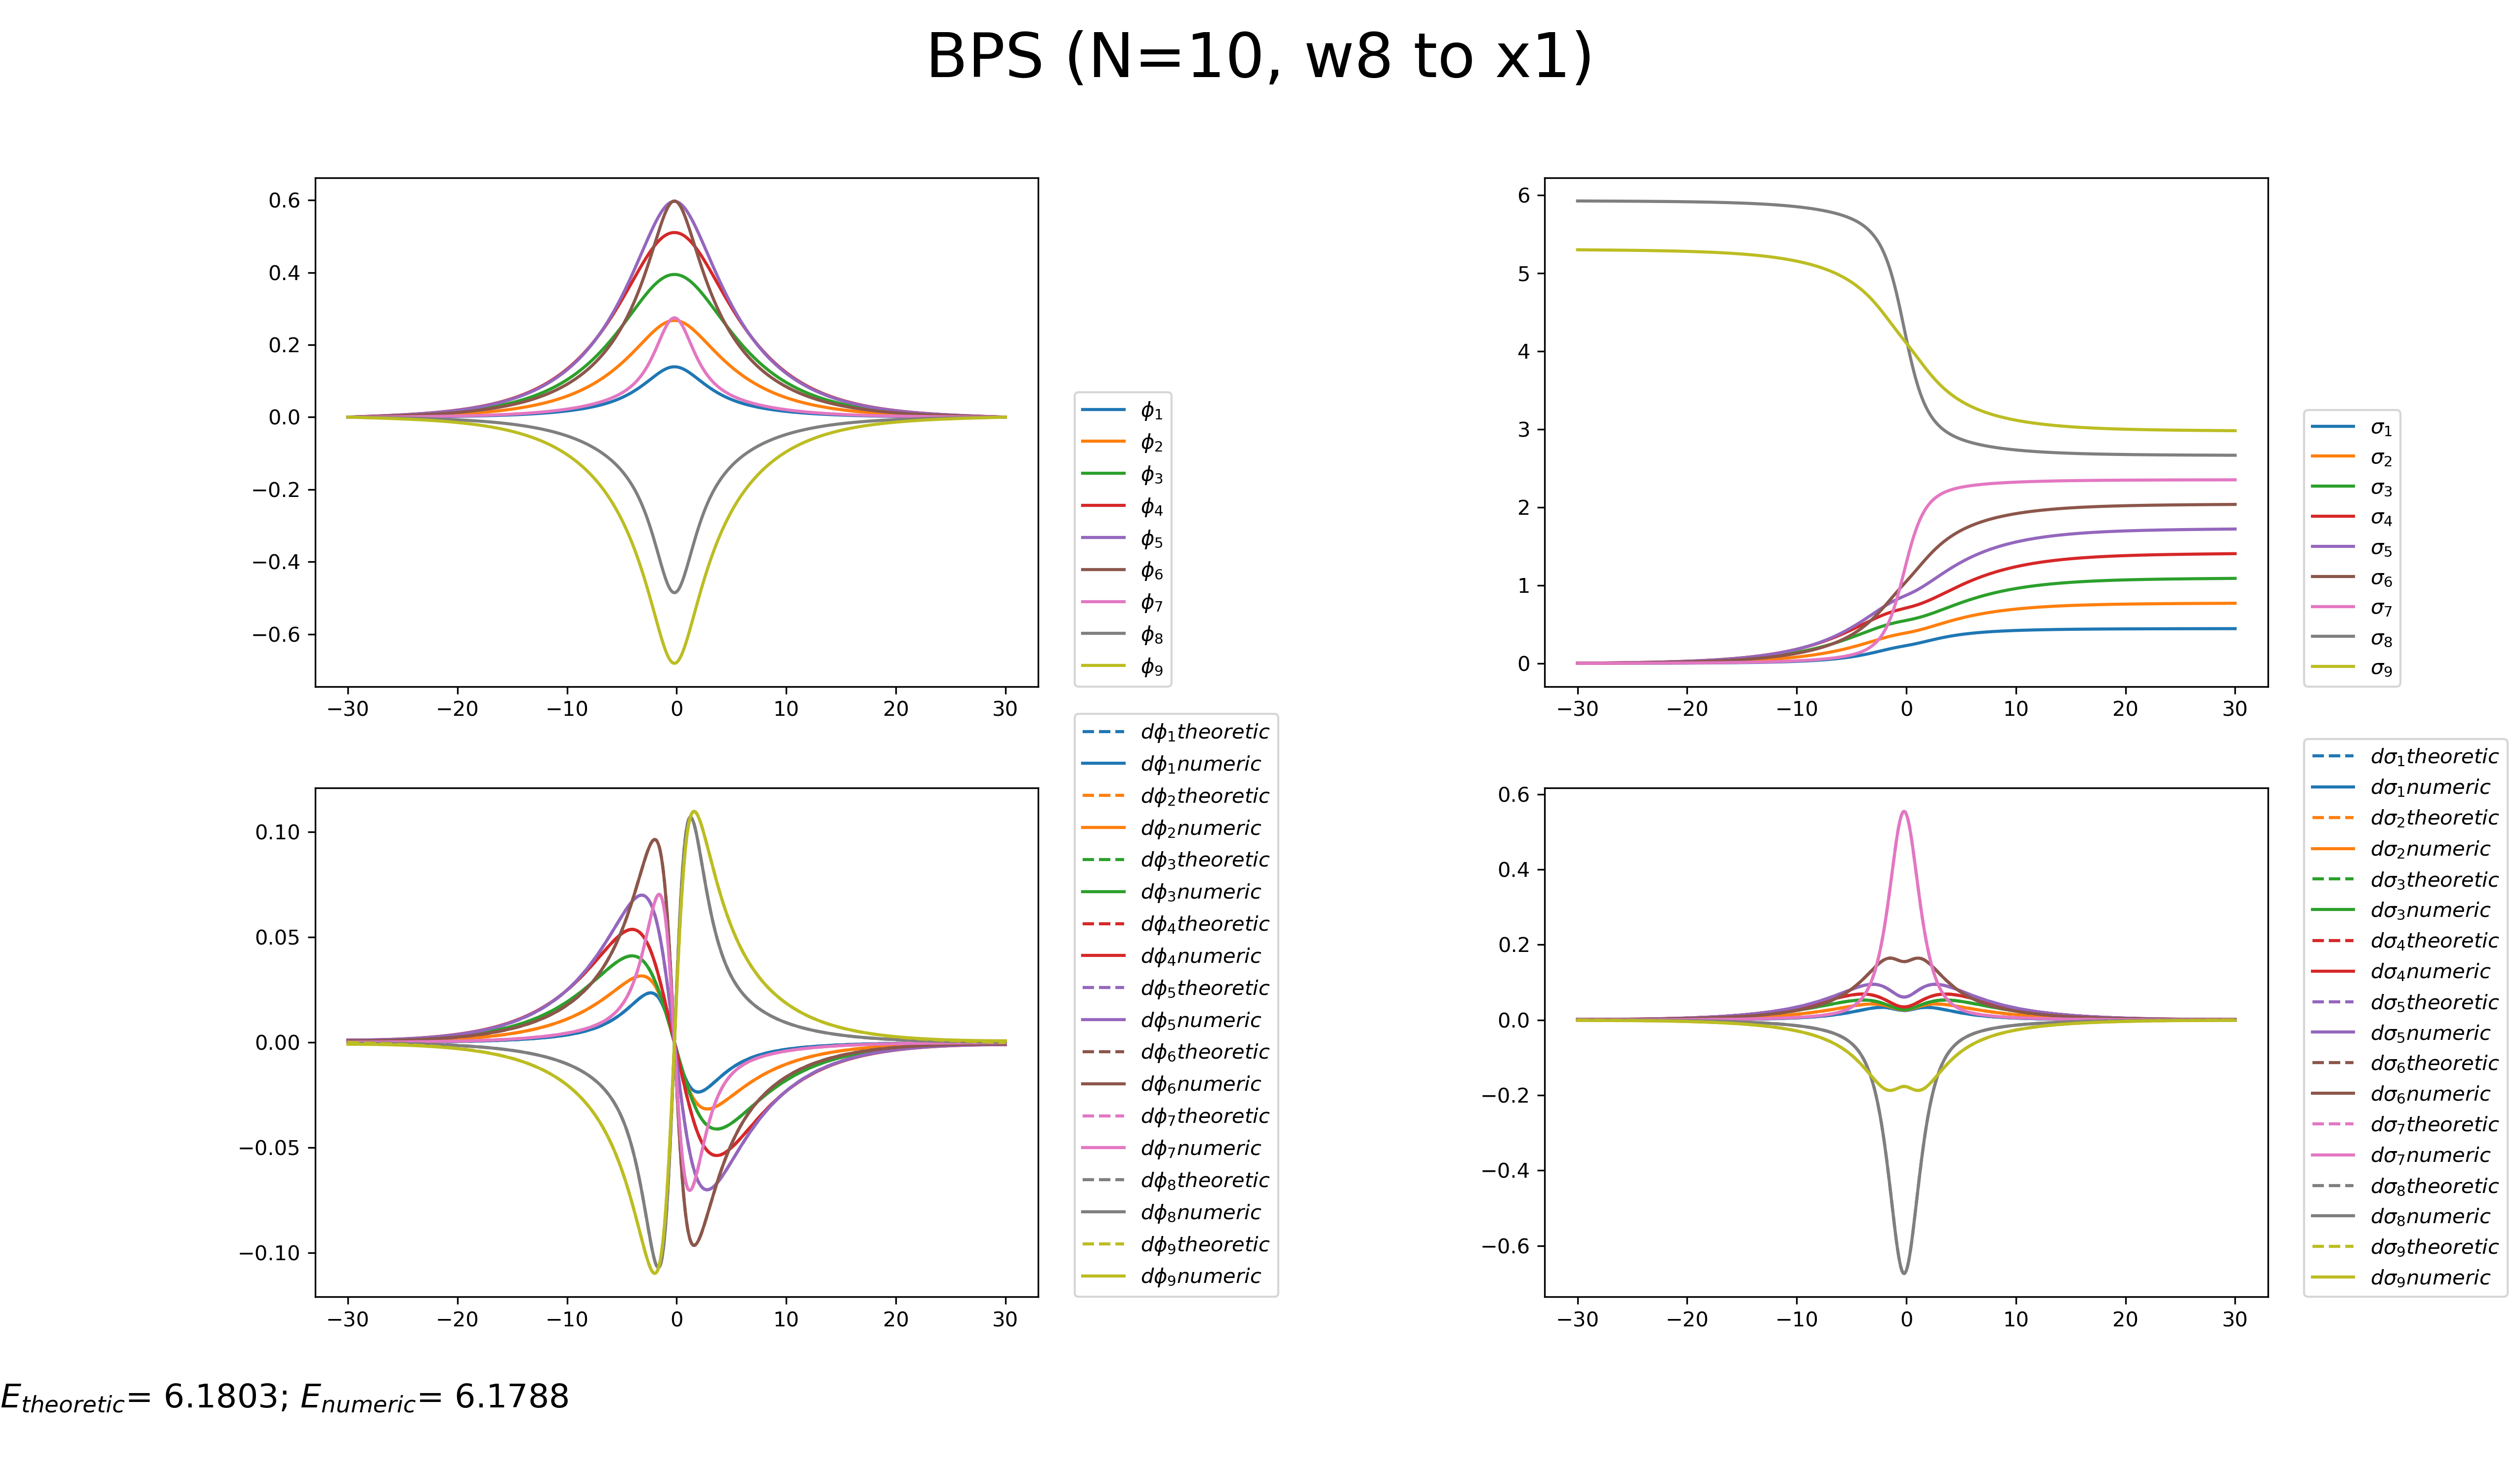 BPS (N=10, w8 to x1)
0.6
0.4
0.2
0.0
−0.2
−0.4
−0.6
−30 −20 −10 0 10 20 30
ϕ1
ϕ2
ϕ3
ϕ4
ϕ5
ϕ6
ϕ7
ϕ8
ϕ9
6
5
4
3
2
1
0
−30 −20 −10 0 10 20 30
σ1
σ2
σ3
σ4
σ5
σ6
σ7
σ8
σ9
0.10
0.05
0.00
−0.05
−0.10
−30 −20 −10 0 10 20 30
dϕ1theoretic
dϕ1numeric
dϕ2theoretic
dϕ2numeric
dϕ3theoretic
dϕ3numeric
dϕ4theoretic
dϕ4numeric
dϕ5theoretic
dϕ5numeric
dϕ6theoretic
dϕ6numeric
dϕ7theoretic
dϕ7numeric
dϕ8theoretic
dϕ8numeric
dϕ9theoretic
dϕ9numeric
0.6
0.4
0.2
0.0
−0.2
−0.4
−0.6
−30 −20 −10 0 10 20 30
dσ1theoretic
dσ1numeric
dσ2theoretic
dσ2numeric
dσ3theoretic
dσ3numeric
dσ4theoretic
dσ4numeric
dσ5theoretic
dσ5numeric
dσ6theoretic
dσ6numeric
dσ7theoretic
dσ7numeric
dσ8theoretic
dσ8numeric
dσ9theoretic
dσ9numeric
Etheoretic= 6.1803; Enumeric= 6.1788